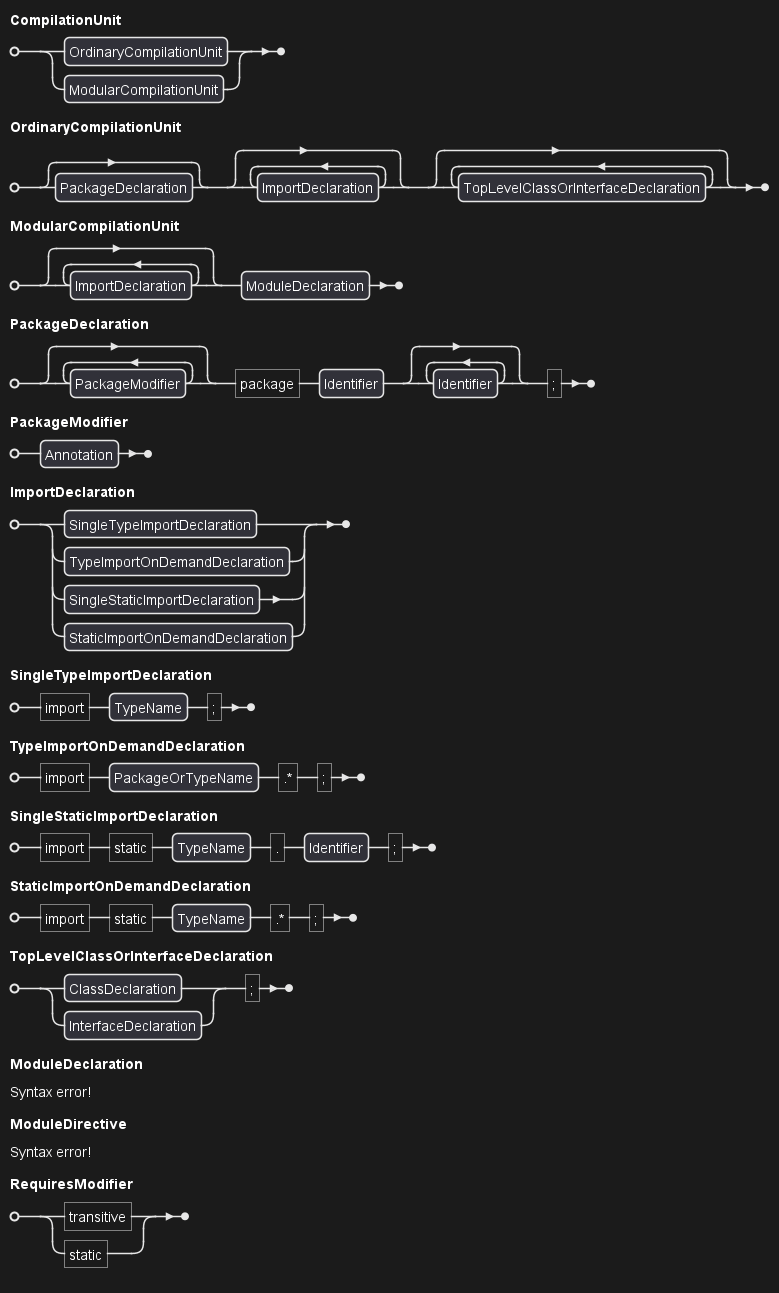 CompilationUnit
OrdinaryCompilationUnit
ModularCompilationUnit
OrdinaryCompilationUnit
PackageDeclaration ImportDeclaration TopLevelClassOrInterfaceDeclaration
ModularCompilationUnit
ImportDeclaration ModuleDeclaration
PackageDeclaration
PackageModifier package Identifier Identifier ;
PackageModifier
Annotation
ImportDeclaration
SingleTypeImportDeclaration
TypeImportOnDemandDeclaration
SingleStaticImportDeclaration
StaticImportOnDemandDeclaration
SingleTypeImportDeclaration
import TypeName ;
TypeImportOnDemandDeclaration
import PackageOrTypeName .* ;
SingleStaticImportDeclaration
import static TypeName . Identifier ;
StaticImportOnDemandDeclaration
import static TypeName .* ;
TopLevelClassOrInterfaceDeclaration
ClassDeclaration ;
InterfaceDeclaration
ModuleDeclaration
Syntax error!
ModuleDirective
Syntax error!
RequiresModifier
transitive
static